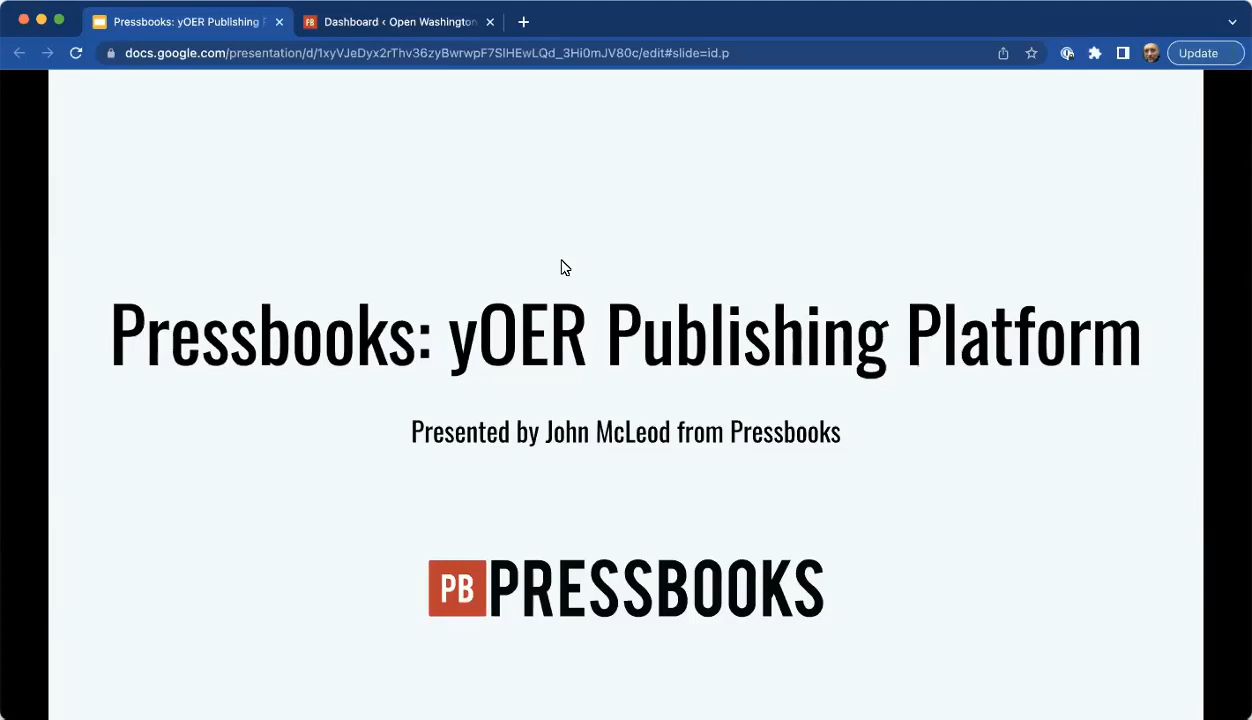 Pressbooks: yOER Publishing
Dashboard ‹ Open Washington
docs.google.com/presentation/d/1xyVJeDyx2rThv36zyBwrwpF7SlHEwLQd_3Hi0mJV80c/edit#slide=id.p
Update
Pressbooks: yOER Publishing Platform
Presented by John McLeod from Pressbooks
PB PRESSBOOKS